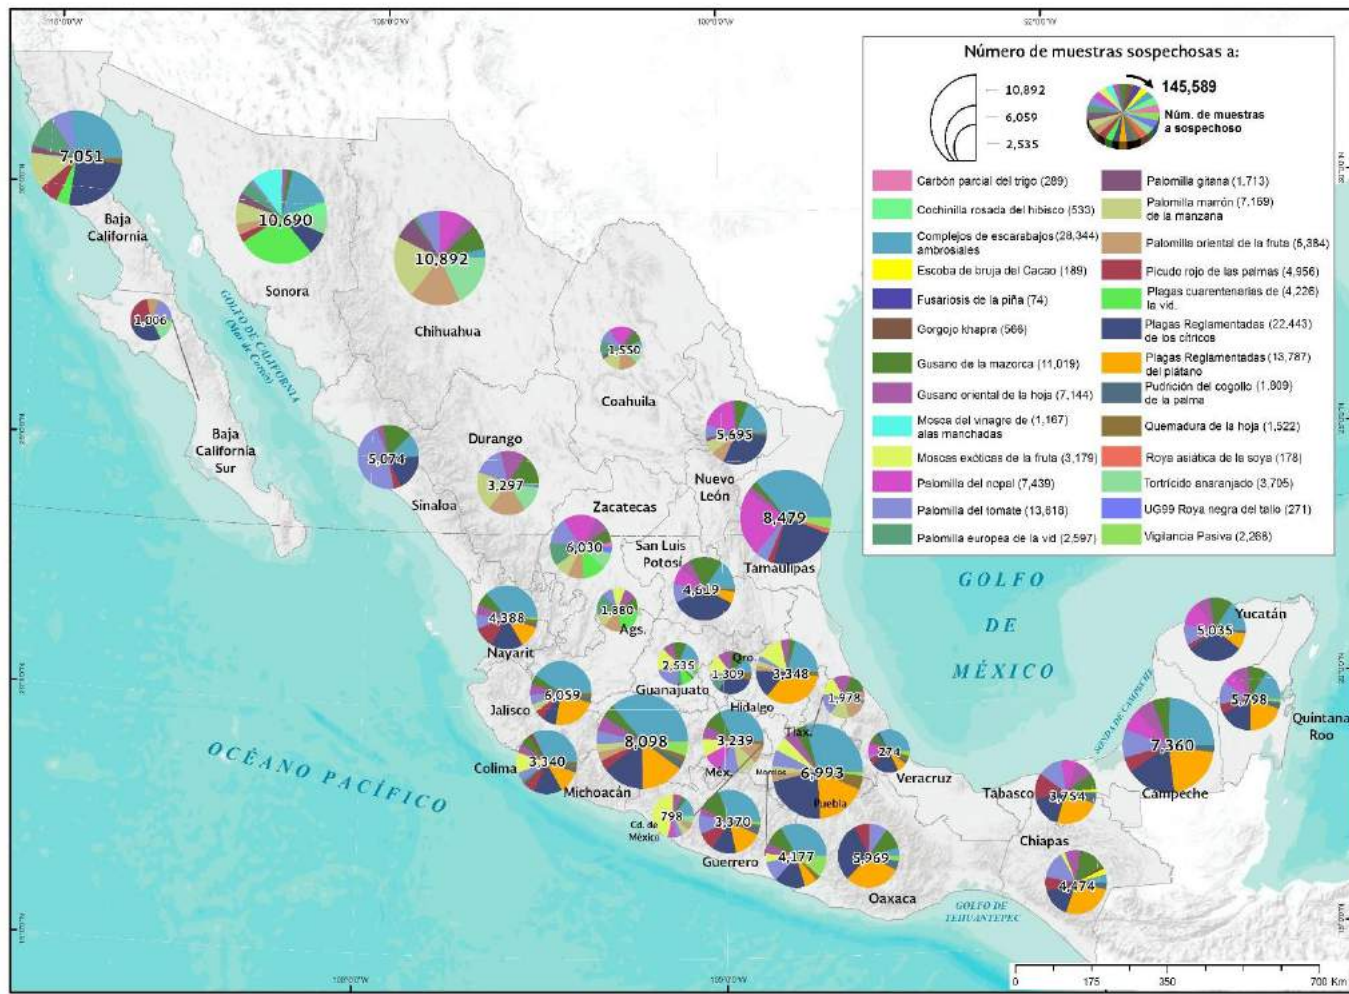 Número de muestras sospechosas a:
10,892
6,059
2,535
145,589
Núm. de muestras
a sospechoso
Carbón parcial del trigo (289)
Cochinilla rosada del hibisco (533)
Complejos de escarabajos (28,344)
ambrosiales
Escoba de bruja del Cacao (189)
Fusariosis de la piña (74)
Gorgojo khapra (566)
Gusano de la mazorca (11,019)
Gusano oriental de la hoja (7,144)
Mosca del vinagre de (1,167)
alas manchadas
Moscas exóticas de la fruta (3,179)
Palomilla del nopal (7,439)
Palomilla del tomate (13,618)
Palomilla europea de la vid (2,597)
Palomilla gitana (1,713)
Palomilla marrón (7,169)
de la manzana
Palomilla oriental de la fruta (5,384)
Picudo rojo de las palmas (4,956)
Plagas cuarentenarias de (4,226)
la vid.
Plagas Reglamentadas (22,443)
de los cítricos
Plagas Reglamentadas (13,787)
del plátano
Pudrición del cogollo (1,809)
de la palma
Quemadura de la hoja (1,522)
Roya asiática de la soya (178)
Tortrícido anaranjado (3,705)
UG99 Roya negra del tallo (271)
Vigilancia Pasiva (2,268)
7,051
Baja
California
10,690
Sonora
10,892
Chihuahua
1,006
Baja
California
Sur
GOLFO DE CALIFORNIA
(Mar de Cortés)
1,550
Coahuila
5,695
Nuevo
León
5,074
Sinaloa
Durango
3,297
Zacatecas
6,030
San Luis
Potosí
4,619
8,479
Tamaulipas
4,388
Nayarit
1,880
Ags.
2,535
Guanajuato
Qro.
1,309
Hidalgo
3,348
1,978
Tlax.
6,059
Jalisco
8,098
Michoacán
3,340
Colima
3,239
Méx.
Morelos
6,993
Puebla
274
Veracruz
798
Cd. de
México
3,370
Guerrero
4,177
5,969
Oaxaca
Tabasco
3,754
Chiapas
4,474
7,360
Campeche
Yucatán
5,035
5,798
Quintana
Roo
GOLFO
DE
MÉXICO
SONDA DE CAMPECHE
OCÉANO PACÍFICO
GOLFO DE
TEHUANTEPEC
0 175 350 700 Km